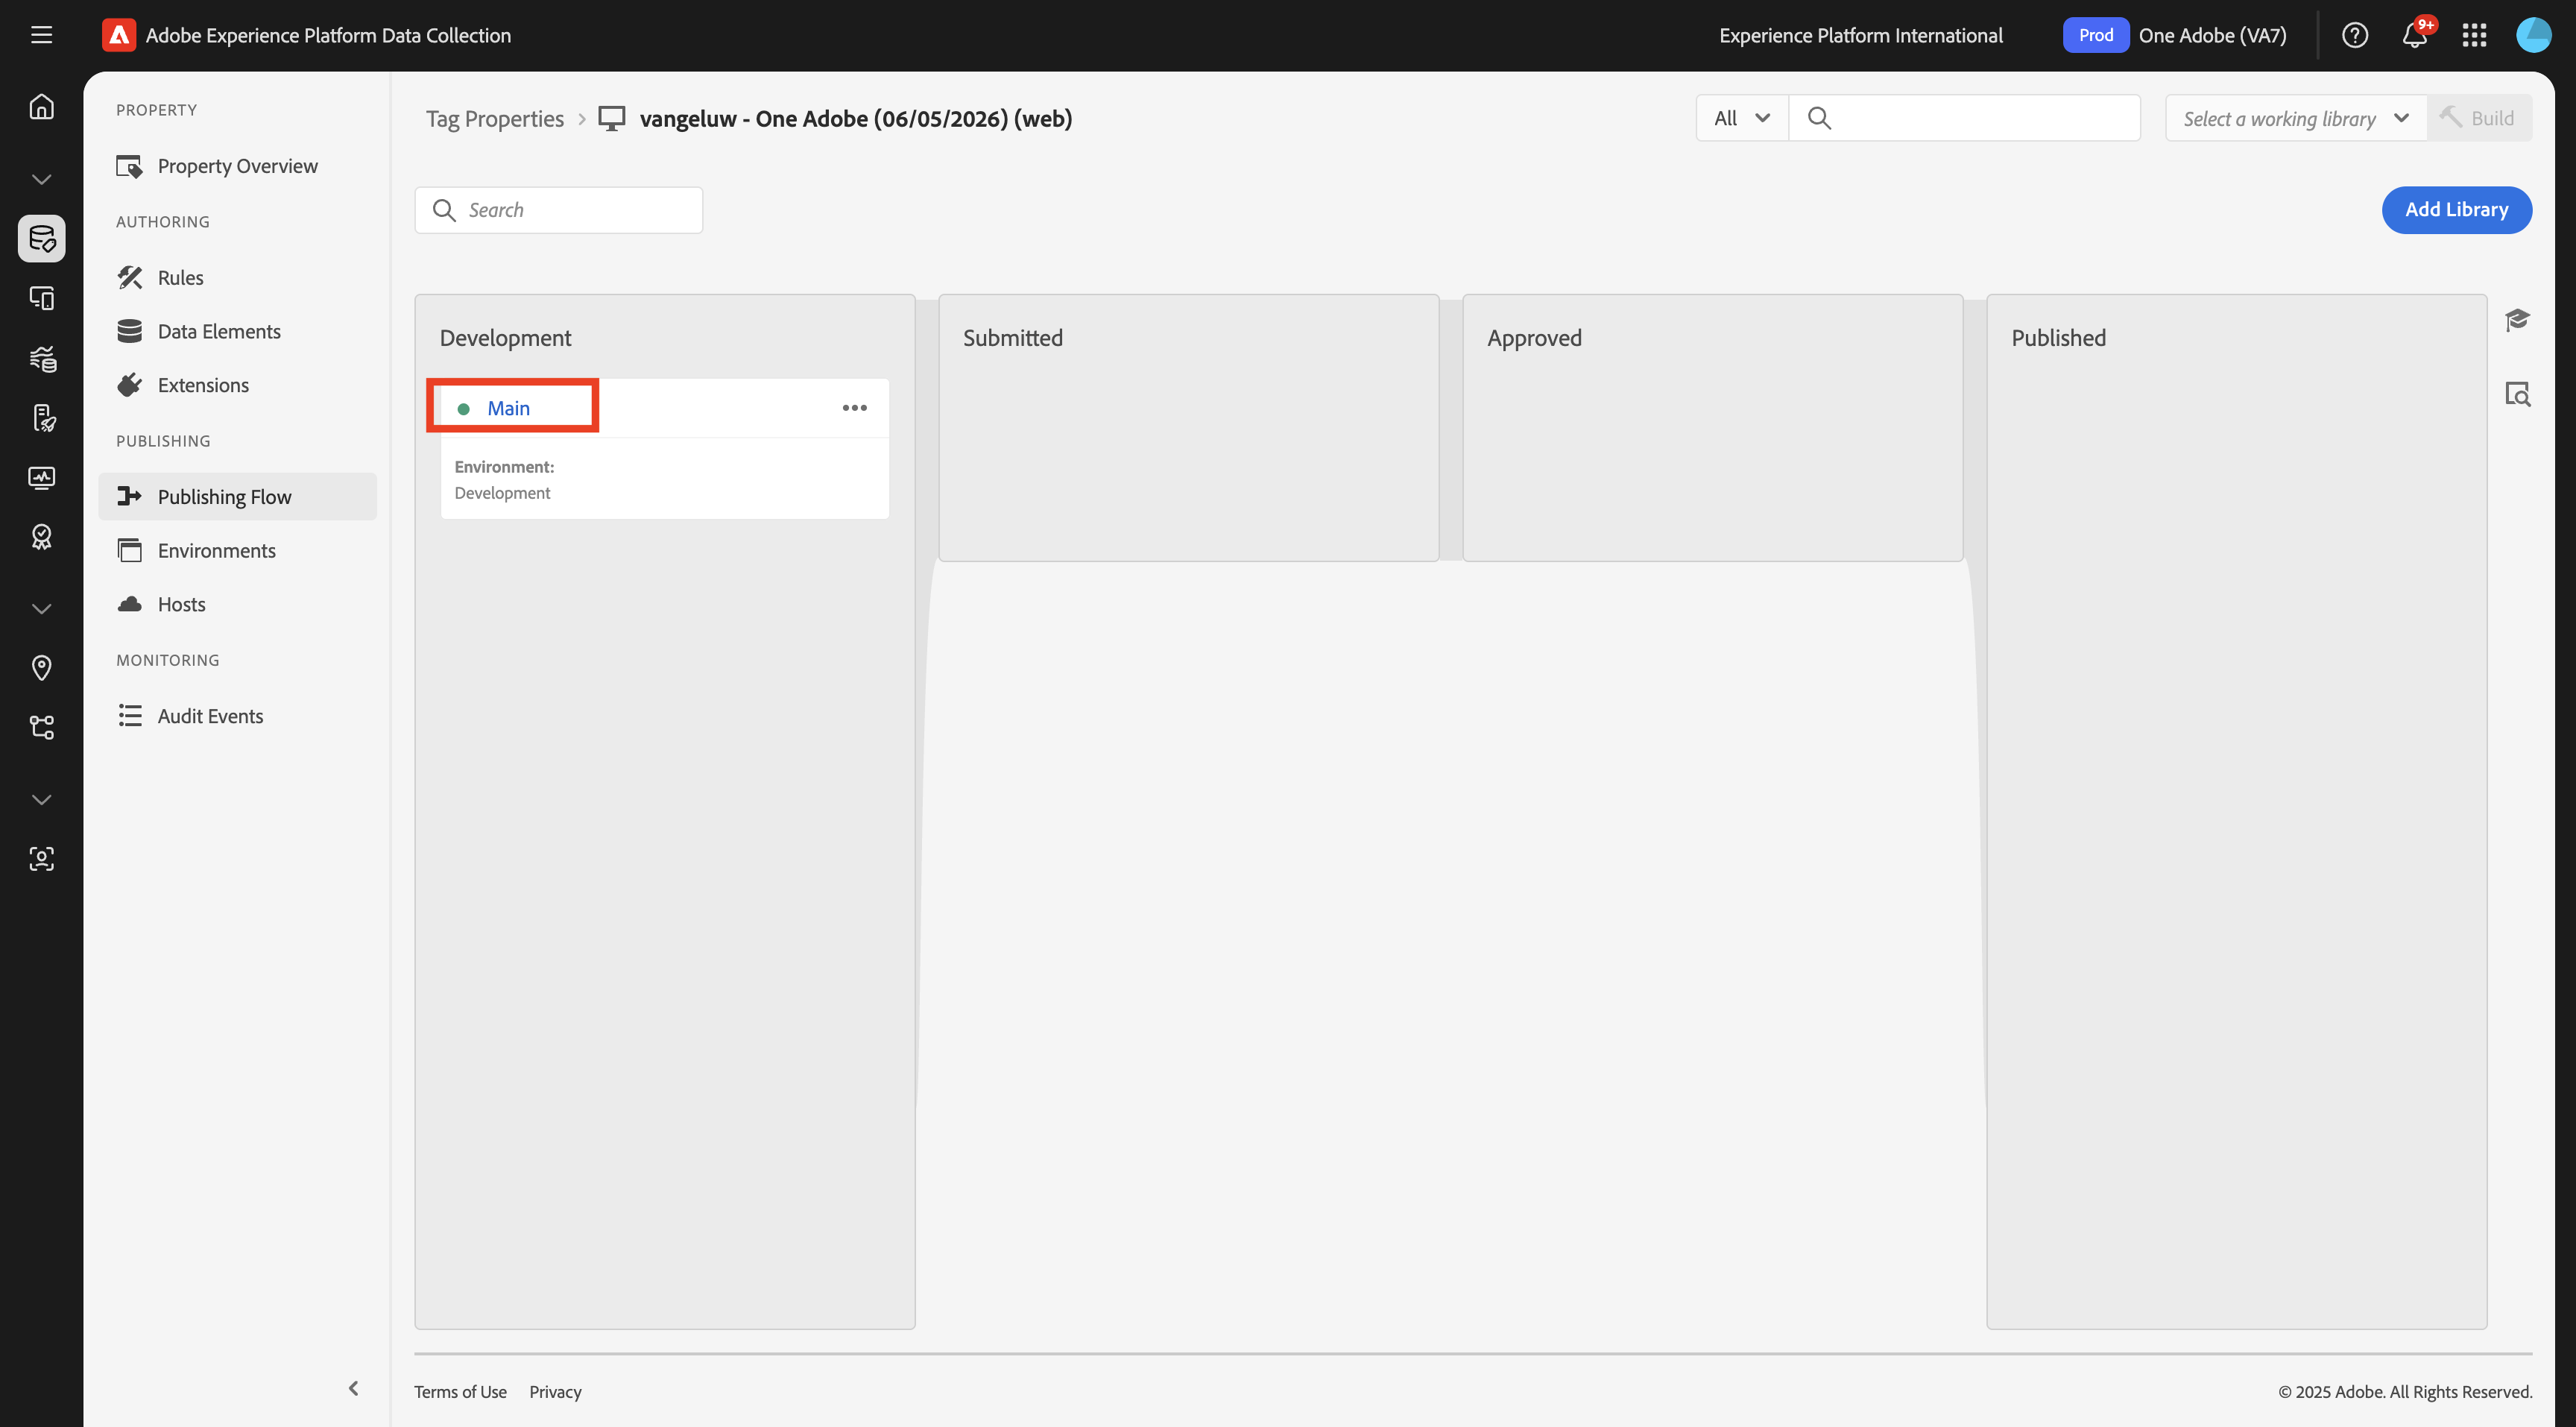 Adobe Experience Platform Data Collection
Experience Platform International
Prod
One Adobe (VA7)
9+
PROPERTY
Property Overview
AUTHORING
Rules
Data Elements
Extensions
PUBLISHING
Publishing Flow
Environments
Hosts
MONITORING
Audit Events
Tag Properties
vangeluw - One Adobe (06/05/2026) (web)
All
Select a working library
Build
Search
Add Library
Development
Main
Environment:
Development
Submitted
Approved
Published
Terms of Use
Privacy
© 2025 Adobe. All Rights Reserved.